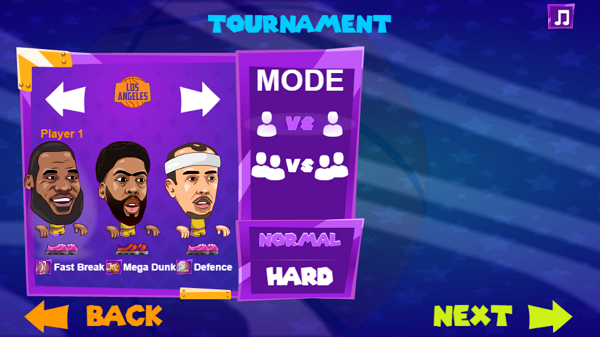 TOURNAMENT
LOS
ANGELES
Player 1
Fast Break
Mega Dunk
Defence
MODE
VS
VS
NORMAL
HARD
BACK
NEXT